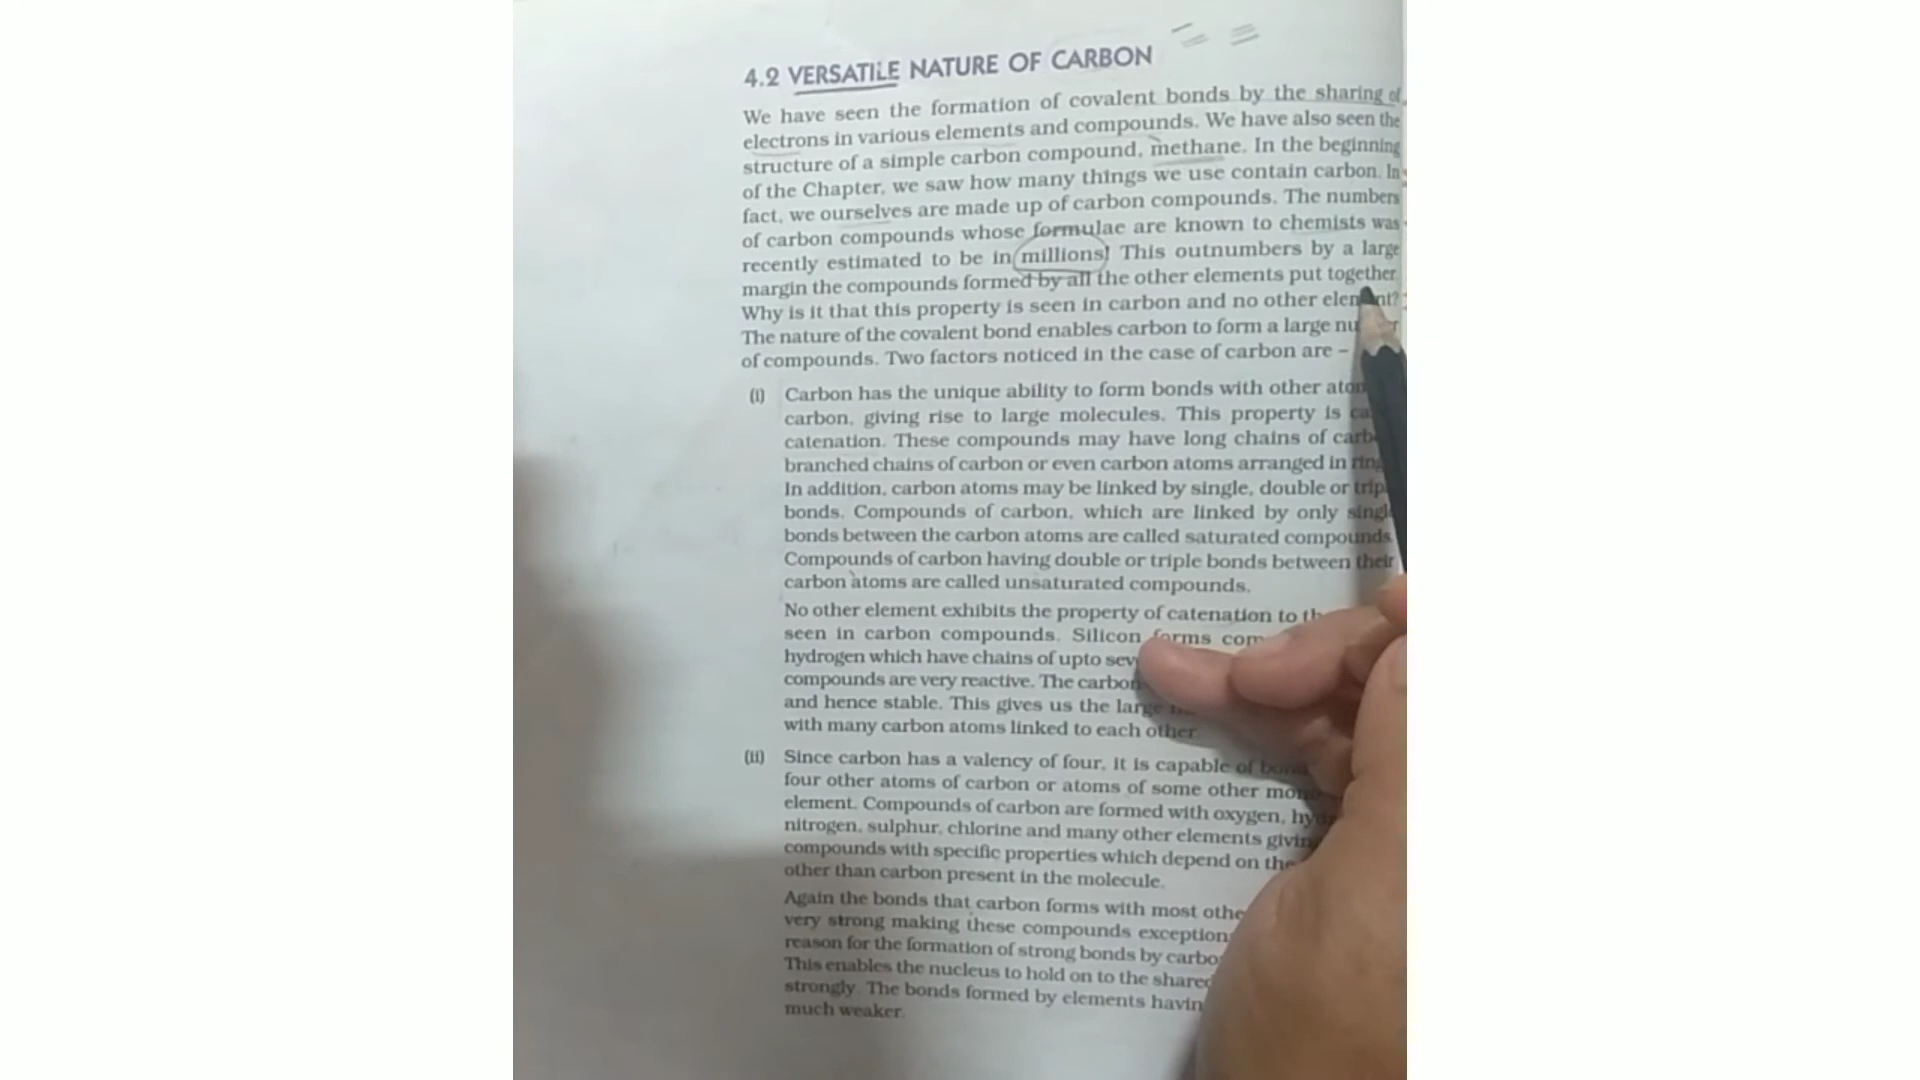 4.2 VERSATILE NATURE OF CARBON
We have seen the formation of covalent bonds by the sharing of
electrons in various elements and compounds. We have also seen the
structure of a simple carbon compound, methane. In the beginning
of the Chapter, we saw how many things we use contain carbon. In
fact, we ourselves are made up of carbon compounds. The numbers
of carbon compounds whose formulae are known to chemists was
recently estimated to be in millions! This outnumbers by a large
margin the compounds formed by all the other elements put together.
Why is it that this property is seen in carbon and no other
The nature of the covalent bond enables carbon to form a large
of compounds. Two factors noticed in the case of carbon are –
(i) Carbon has the unique ability to form bonds with other
carbon, giving rise to large molecules. This property is
catenation. These compounds may have long chains of
branched chains of carbon or even carbon atoms arranged in
In addition, carbon atoms may be linked by single, double or
bonds. Compounds of carbon, which are linked by only
bonds between the carbon atoms are called saturated compounds.
Compounds of carbon having double or triple bonds between their
carbon atoms are called unsaturated compounds.
No other element exhibits the property of catenation to
seen in carbon compounds. Silicon forms
hydrogen which have chains of upto
compounds are very reactive. The
and hence stable. This gives us the large
with many carbon atoms linked to each other.
(ii) Since carbon has a valency of four, it is capable of
four other atoms of carbon or atoms of some other
element. Compounds of carbon are formed with oxygen,
nitrogen, sulphur, chlorine and many other elements
compounds with specific properties which depend on the
other than carbon present in the molecule.
Again the bonds that carbon forms with most
very strong making these compounds
reason for the formation of strong bonds by
This enables the nucleus to hold on to the
strongly. The bonds formed by elements
much weaker.